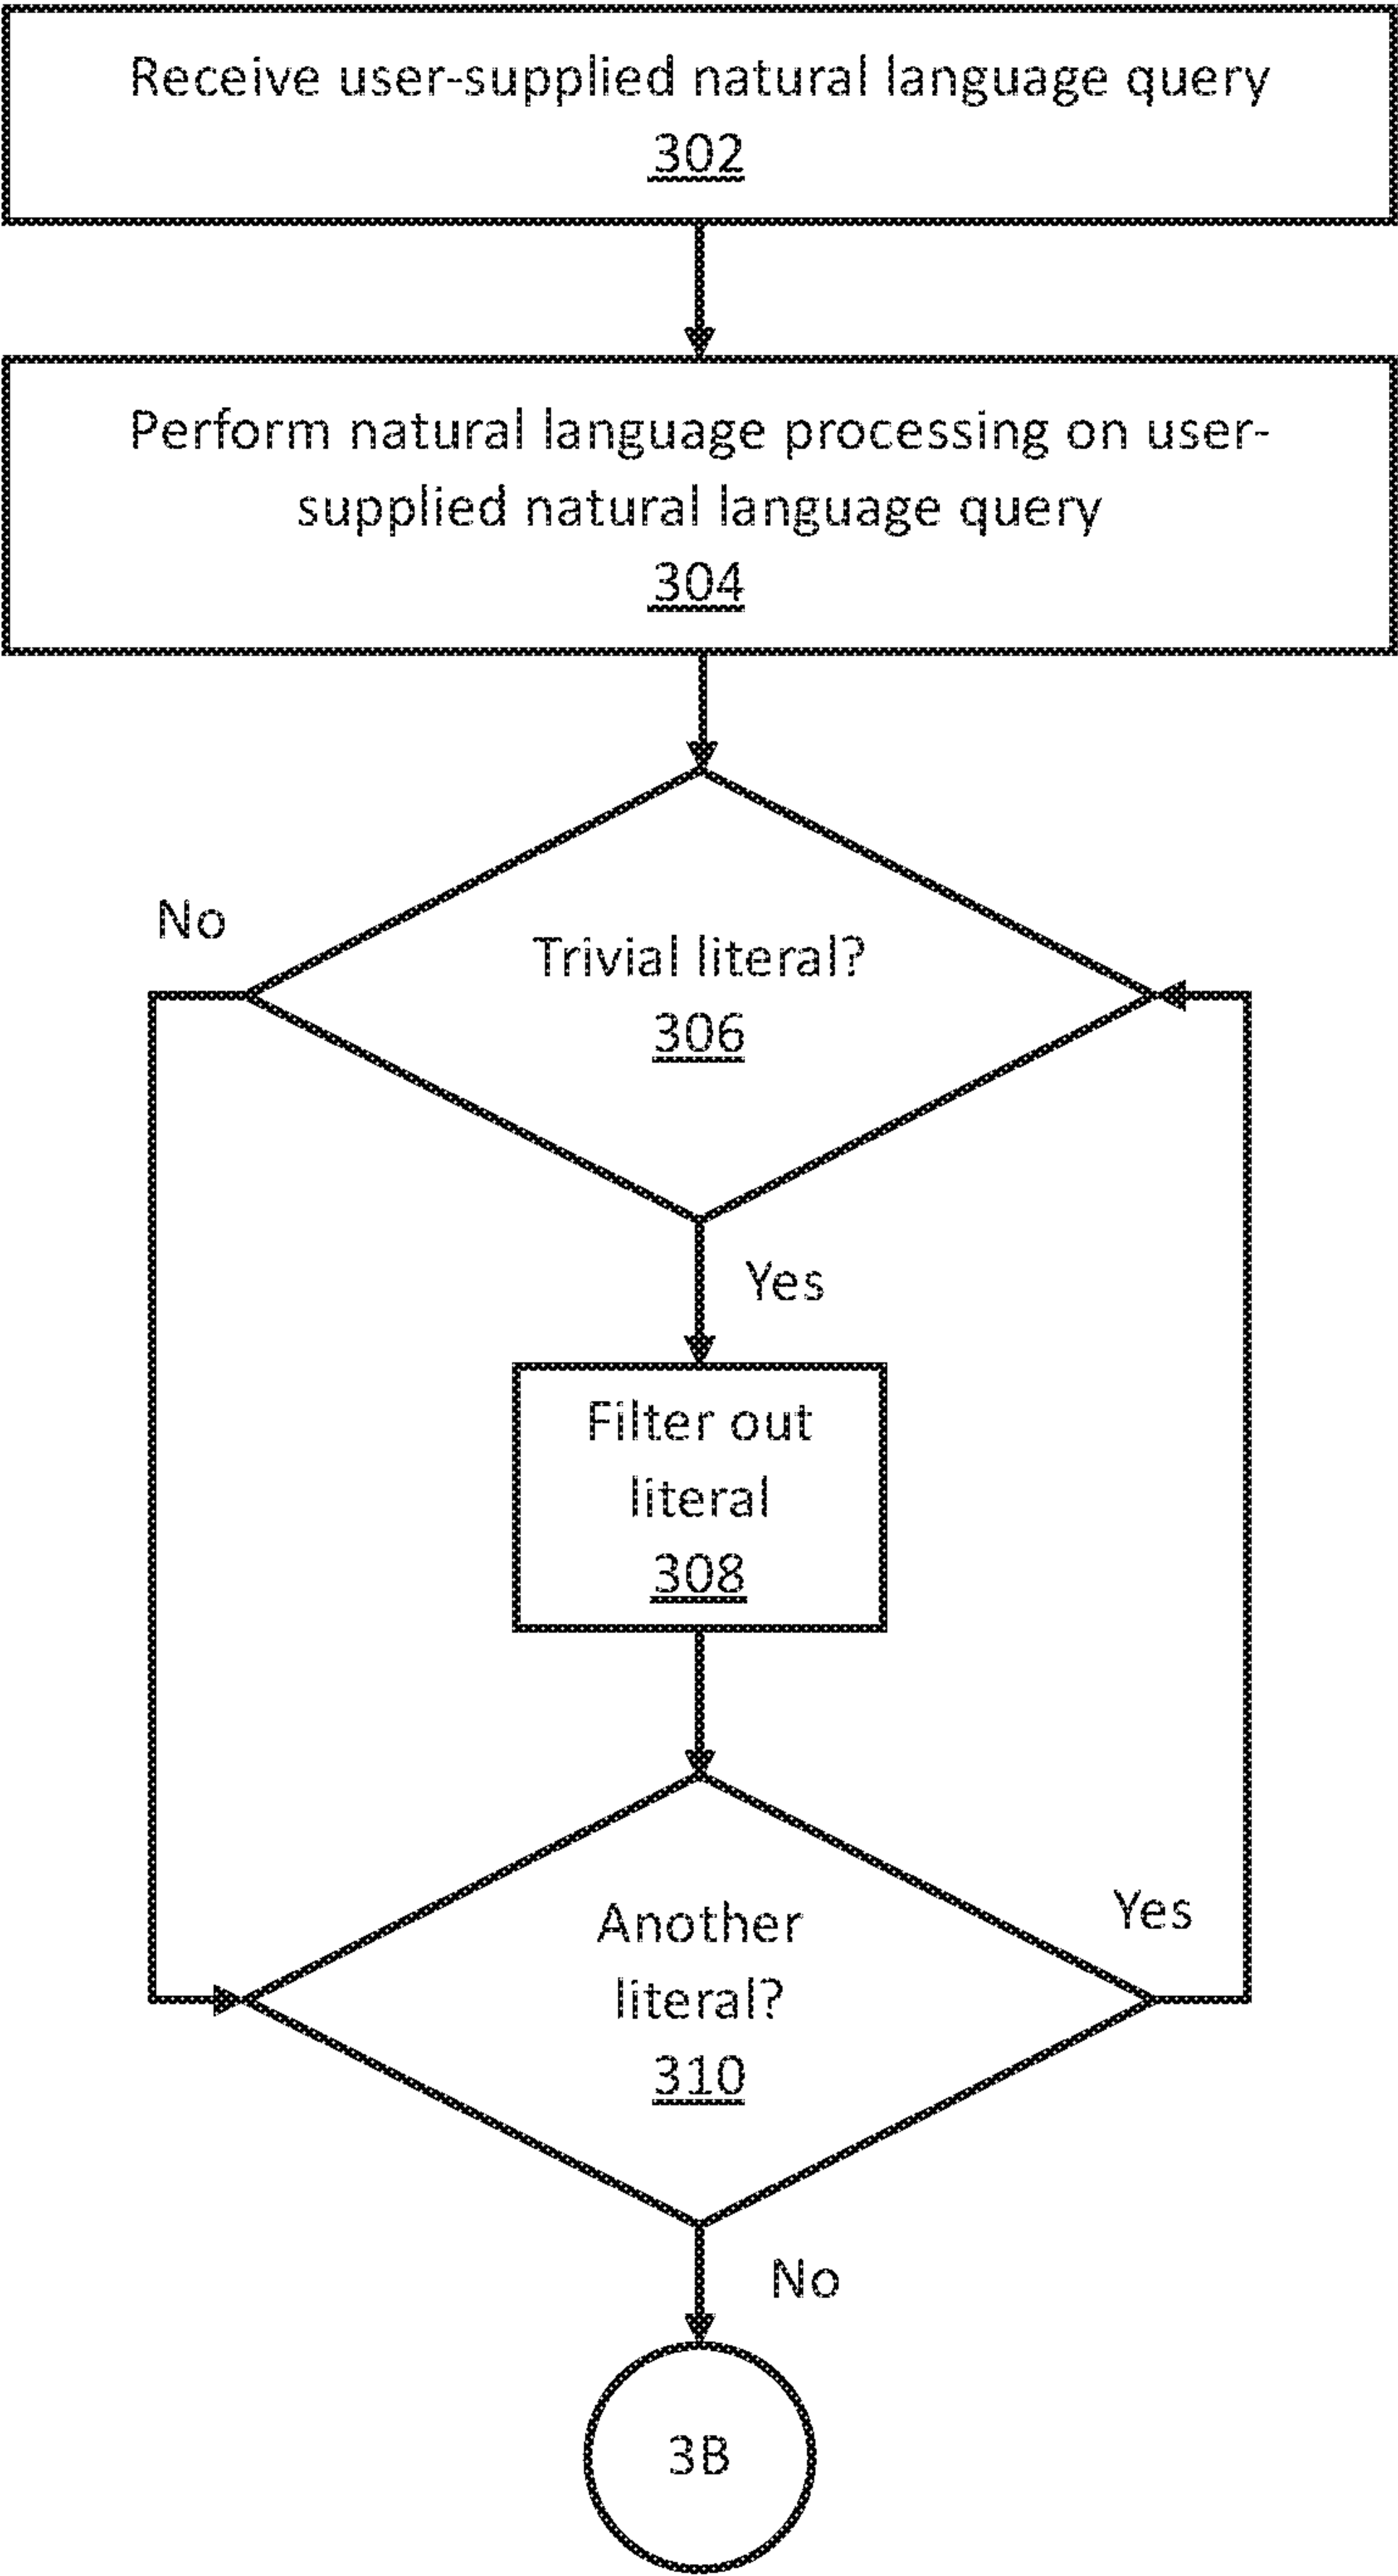 Receive user-supplied natural language query
302
Perform natural language processing on user-
supplied natural language query
304
No
Trivial literal?
306
Yes
Filter out
literal
308
Another
literal?
310
Yes
No
3B